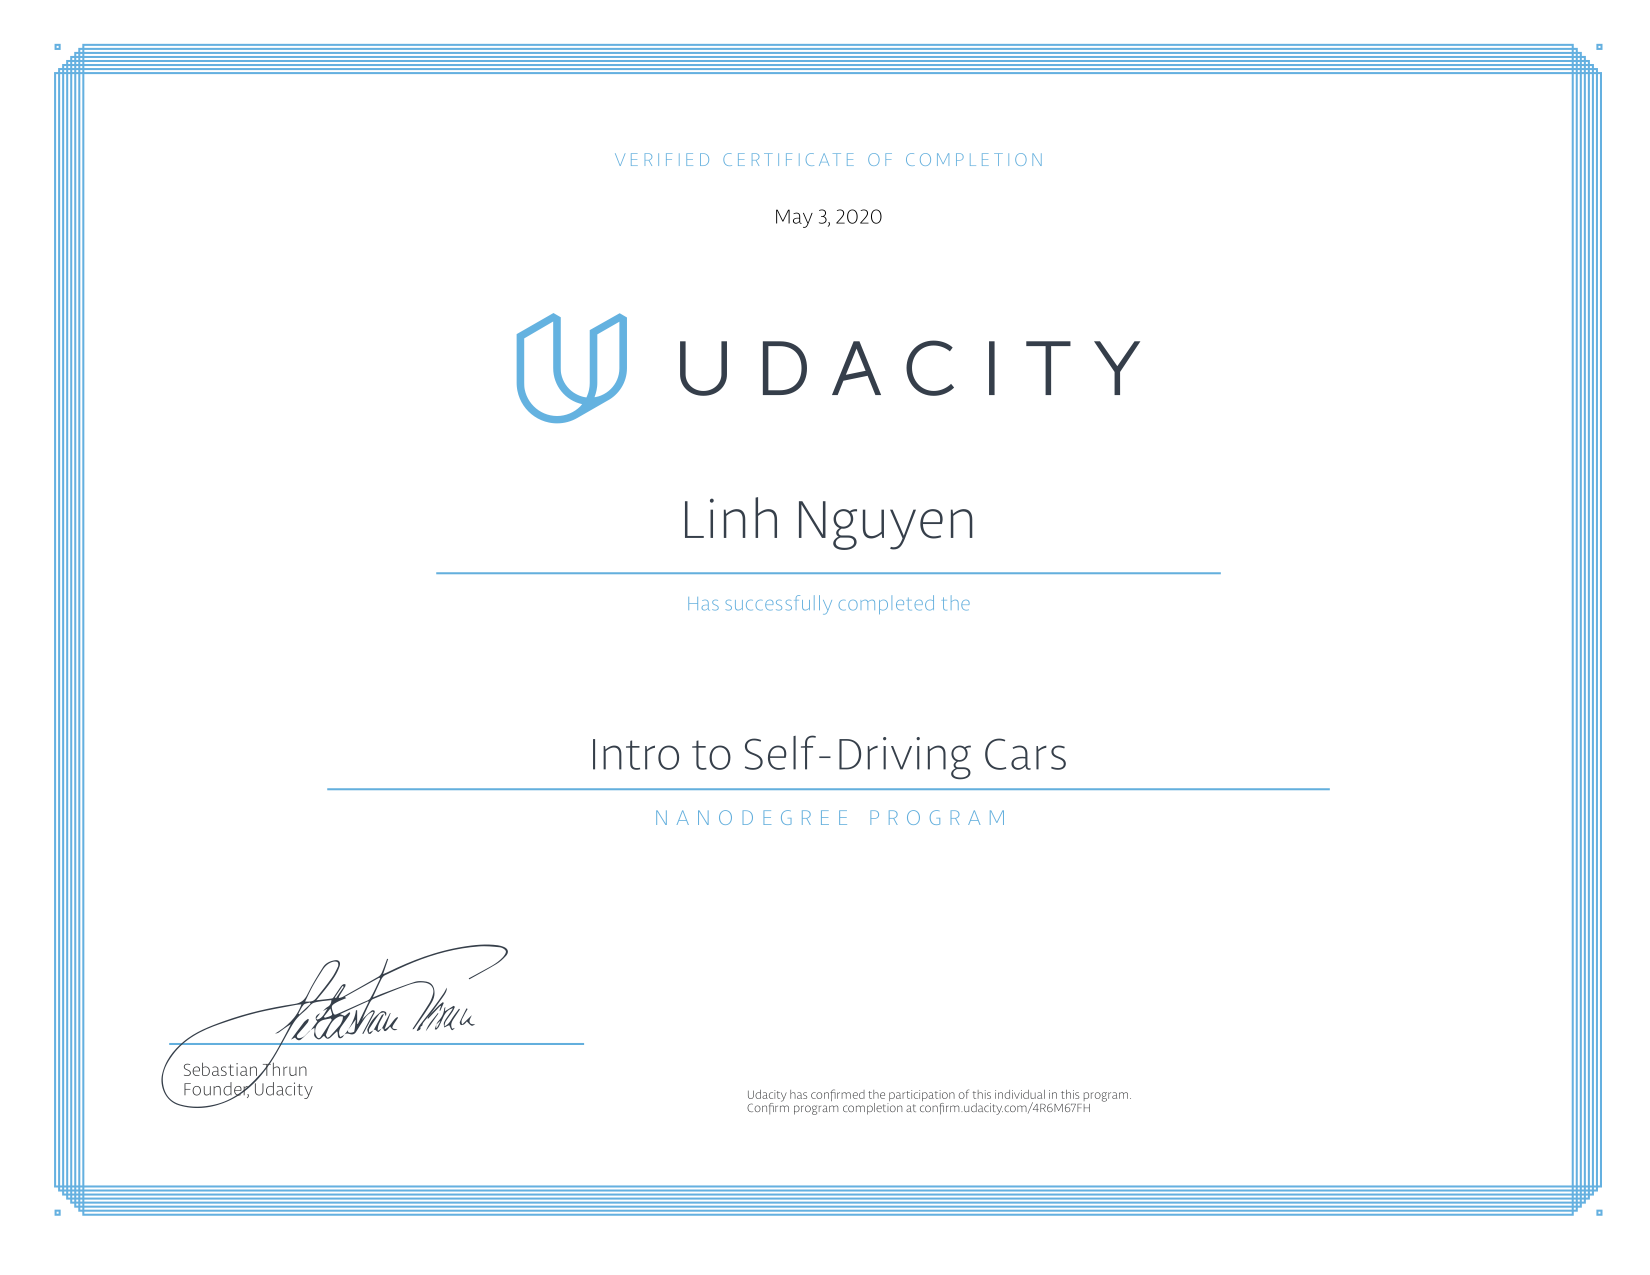 VERIFIED CERTIFICATE OF COMPLETION
May 3, 2020
UDACITY
Linh Nguyen
Has successfully completed the
Intro to Self-Driving Cars
NANODEGREE PROGRAM
Sebastian Thrun
Sebastian Thrun
Founder, Udacity
Udacity has confirmed the participation of this individual in this program.
Confirm program completion at confirm.udacity.com/4R6M67FH